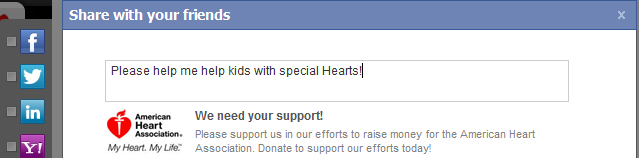 Share with your friends
x
f
Please help me help kids with special Hearts!
in
Y!
American
Heart
Association®
My Heart. My Life.™
We need your support!
Please support us in our efforts to raise money for the American Heart
Association. Donate to support our efforts today!